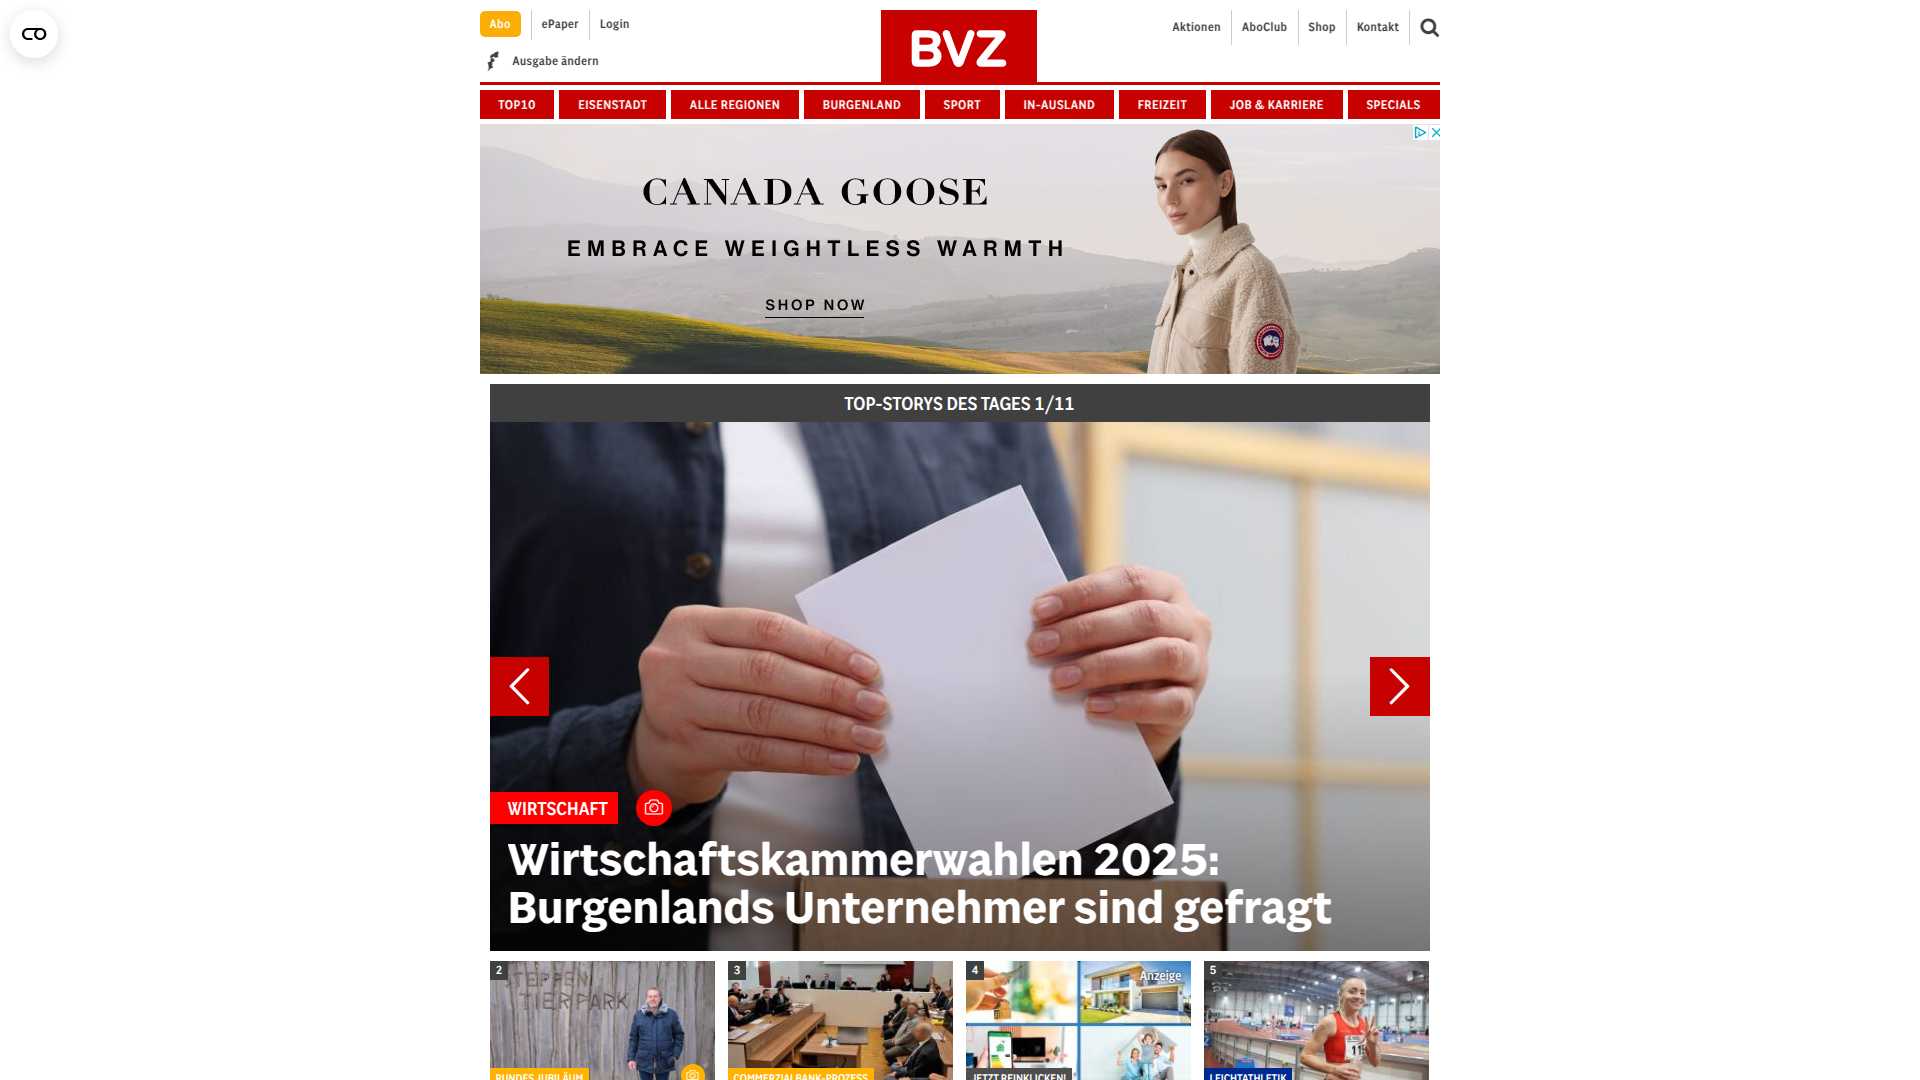 Abo
ePaper
Login
Ausgabe ändern
BVZ
Aktionen
AboClub
Shop
Kontakt
TOP10
EISENSTADT
ALLE REGIONEN
BURGENLAND
SPORT
IN-AUSLAND
FREIZEIT
JOB & KARRIERE
SPECIALS
CANADA GOOSE
EMBRACE WEIGHTLESS WARMTH
SHOP NOW
TOP-STORYS DES TAGES 1/11
WIRTSCHAFT
Wirtschaftskammerwahlen 2025:
Burgenlands Unternehmer sind gefragt
2
STEPPEN
TIERPARK
RUNDES JUBILÄUM
3
COMMERZIALBANK-PROZESS
4
Anzeige
JETZT REINKLICKEN!
5
11
LEICHTATHLETIK